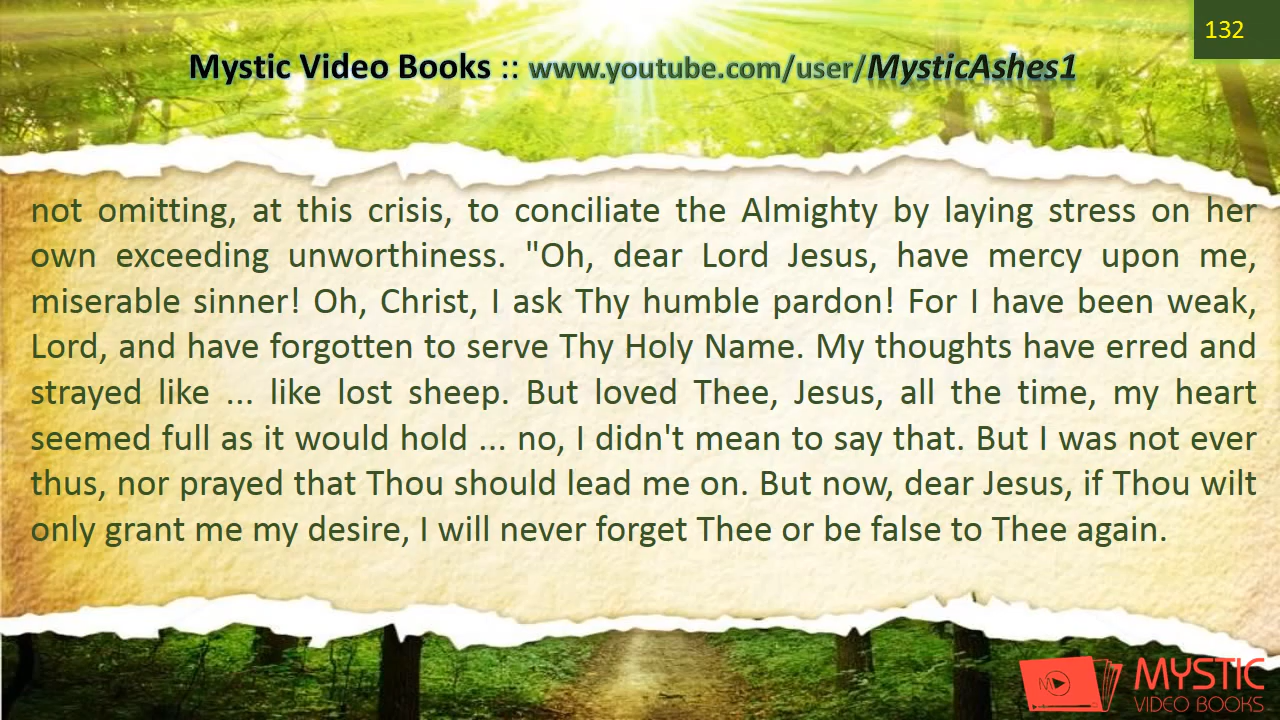 132
Mystic Video Books :: www.youtube.com/user/MysticAshes1
not omitting, at this crisis, to conciliate the Almighty by laying stress on her
own exceeding unworthiness. "Oh, dear Lord Jesus, have mercy upon me,
miserable sinner! Oh, Christ, I ask Thy humble pardon! For I have been weak,
Lord, and have forgotten to serve Thy Holy Name. My thoughts have erred and
strayed like ... like lost sheep. But loved Thee, Jesus, all the time, my heart
seemed full as it would hold ... no, I didn't mean to say that. But I was not ever
thus, nor prayed that Thou should lead me on. But now, dear Jesus, if Thou wilt
only grant me my desire, I will never forget Thee or be false to Thee again.
MYSTIC
VIDEO BOOKS